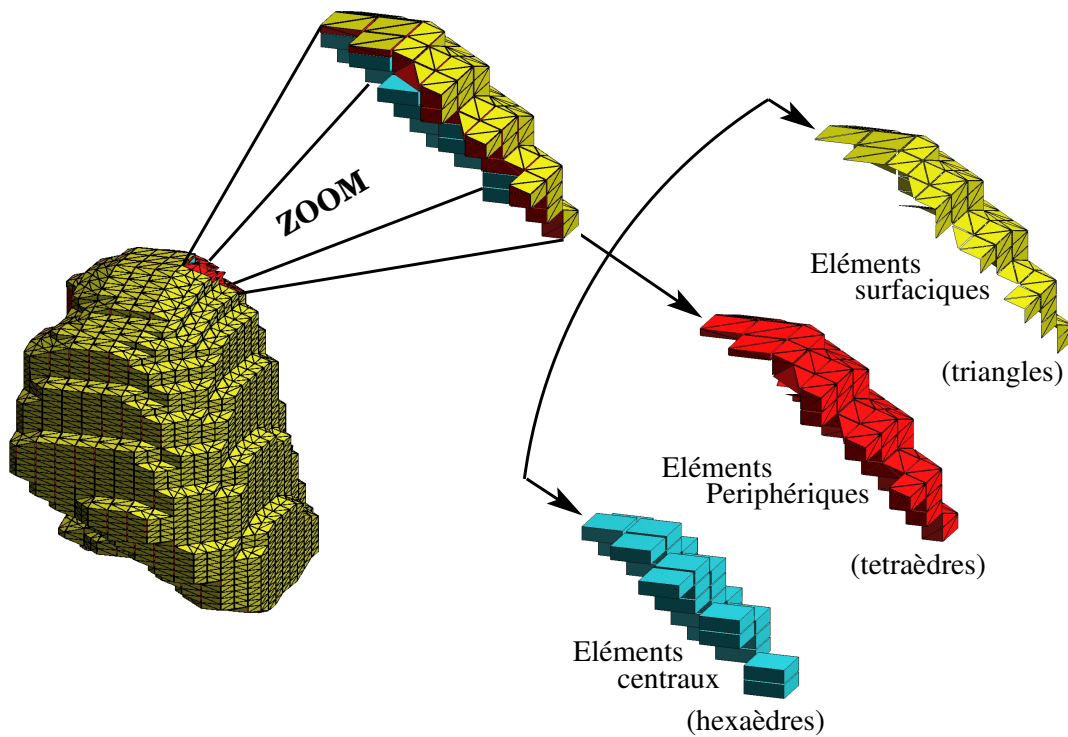 ZOOM
Eléments
surfaciques
(triangles)
Eléments
Periphériques
(tetraèdres)
Eléments
centraux
(hexaèdres)